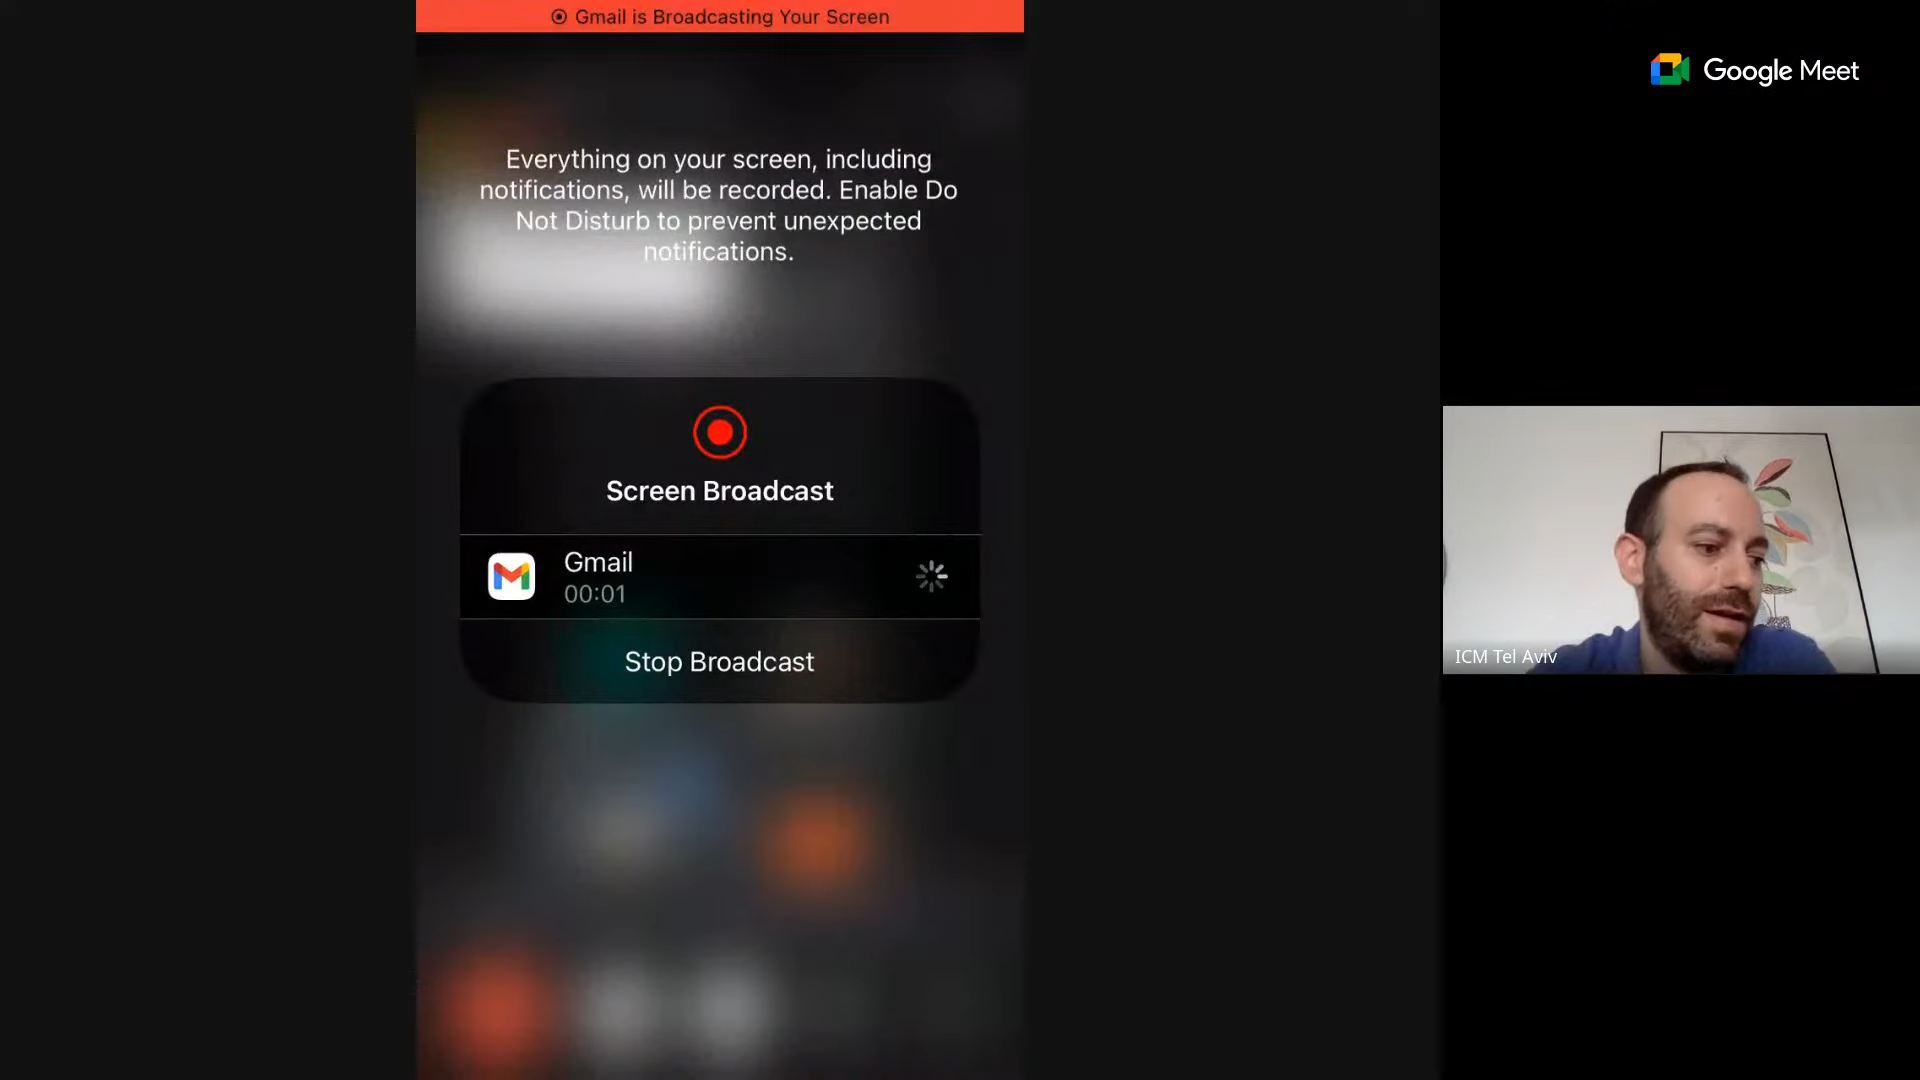 Gmail is Broadcasting Your Screen
Everything on your screen, including
notifications, will be recorded. Enable Do
Not Disturb to prevent unexpected
notifications.
Screen Broadcast
Gmail
00:01
Stop Broadcast
Google Meet
ICM Tel Aviv